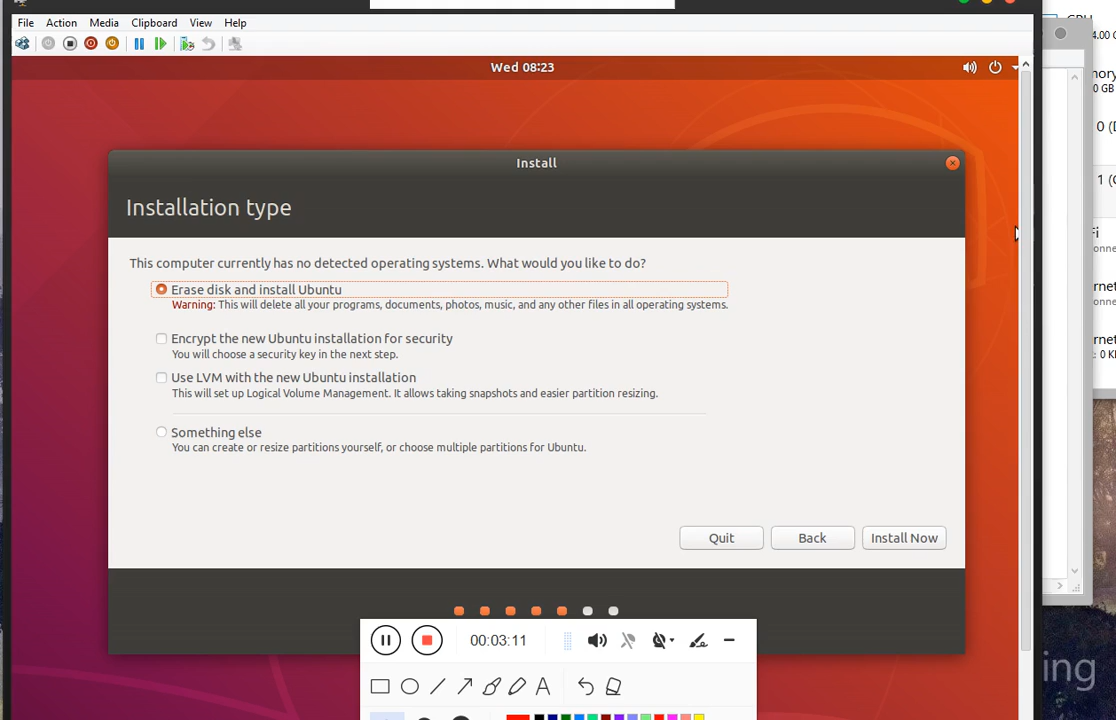 File Action Media Clipboard View Help
Wed 08:23
Install
Installation type
This computer currently has no detected operating systems. What would you like to do?
Erase disk and install Ubuntu
Warning: This will delete all your programs, documents, photos, music, and any other files in all operating systems.
Encrypt the new Ubuntu installation for security
You will choose a security key in the next step.
Use LVM with the new Ubuntu installation
This will set up Logical Volume Management. It allows taking snapshots and easier partition resizing.
Something else
You can create or resize partitions yourself, or choose multiple partitions for Ubuntu.
Quit Back Install Now
00:03:11
A